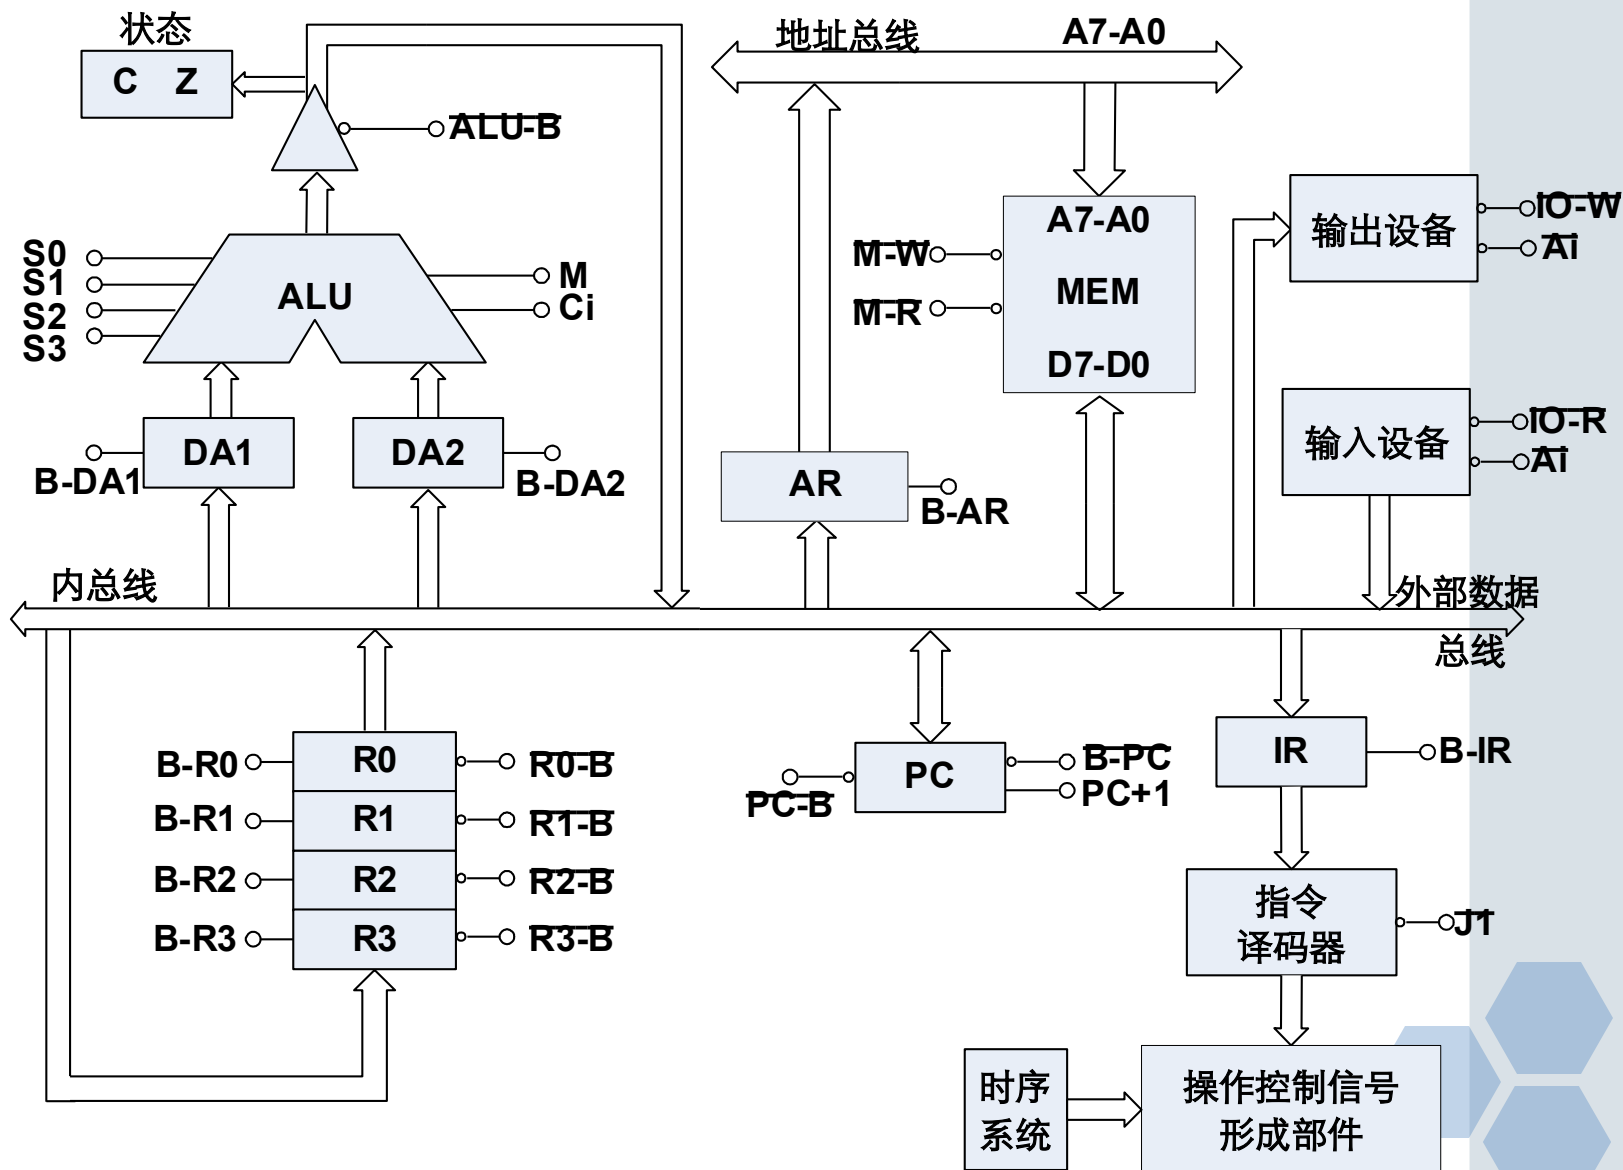 状态
C Z
ALU-B
地址总线
A7-A0
S0
S1
S2
S3
ALU
M
Ci
A7-A0
MEM
D7-D0
M-W
M-R
输出设备
IO-W
Ai
输入设备
IO-R
Ai
DA1
B-DA1
DA2
B-DA2
AR
B-AR
内总线
外部数据
总线
B-R0
R0
R0-B
B-R1
R1
R1-B
B-R2
R2
R2-B
B-R3
R3
R3-B
PC
PC-B
B-PC
PC+1
IR
B-IR
指令
译码器
J1
时序
系统
操作控制信号
形成部件